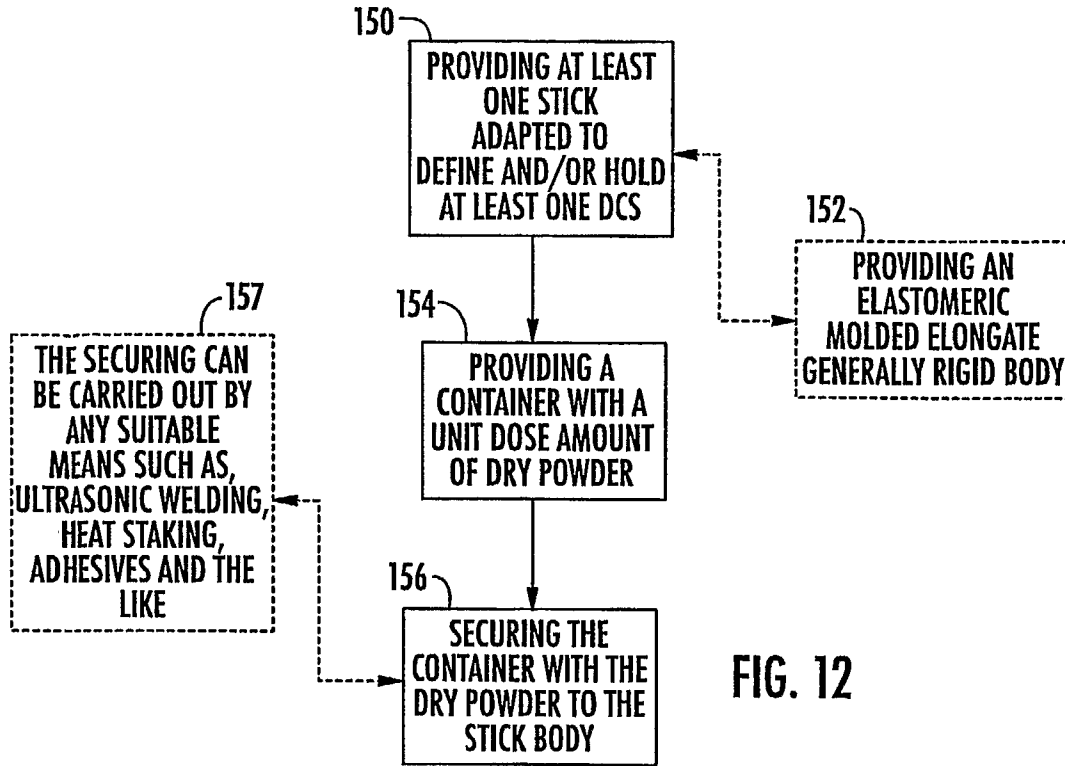 150
PROVIDING AT LEAST
ONE STICK
ADAPTED TO
DEFINE AND/OR HOLD
AT LEAST ONE DCS
152
PROVIDING AN
ELASTOMERIC
MOLDED ELONGATE
GENERALLY RIGID BODY
154
PROVIDING A
CONTAINER WITH A
UNIT DOSE AMOUNT
OF DRY POWDER
157
THE SECURING CAN
BE CARRIED OUT BY
ANY SUITABLE
MEANS SUCH AS,
ULTRASONIC WELDING,
HEAT STAKING,
ADHESIVES AND THE
LIKE
156
SECURING THE
CONTAINER WITH THE
DRY POWDER TO THE
STICK BODY
FIG. 12